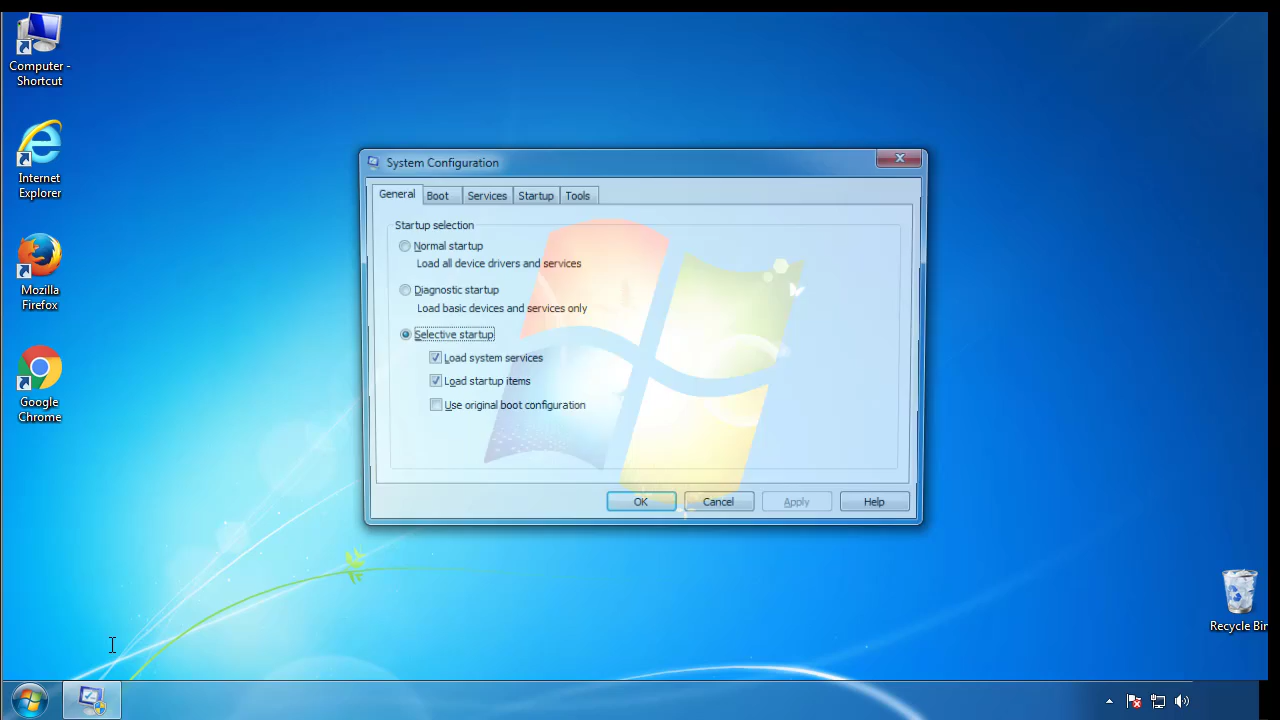 Computer -
Shortcut
Internet
Explorer
Mozilla
Firefox
Google
Chrome
System Configuration
General Boot Services Startup Tools
Startup selection
Normal startup
Load all device drivers and services
Diagnostic startup
Load basic devices and services only
Selective startup
Load system services
Load startup items
Use original boot configuration
OK Cancel Apply Help
Recycle Bin